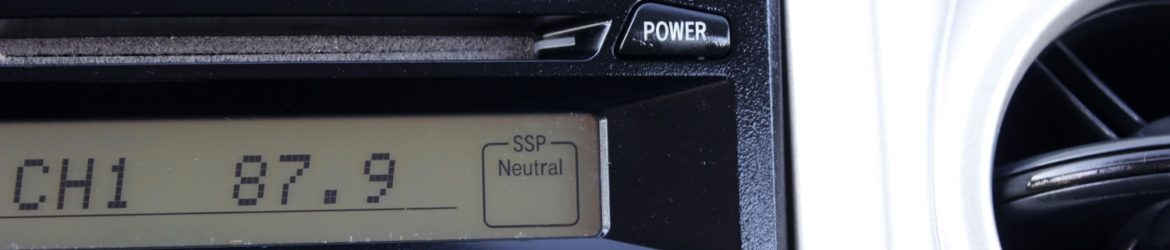 POWER
SSP
Neutral
CH1 87.9